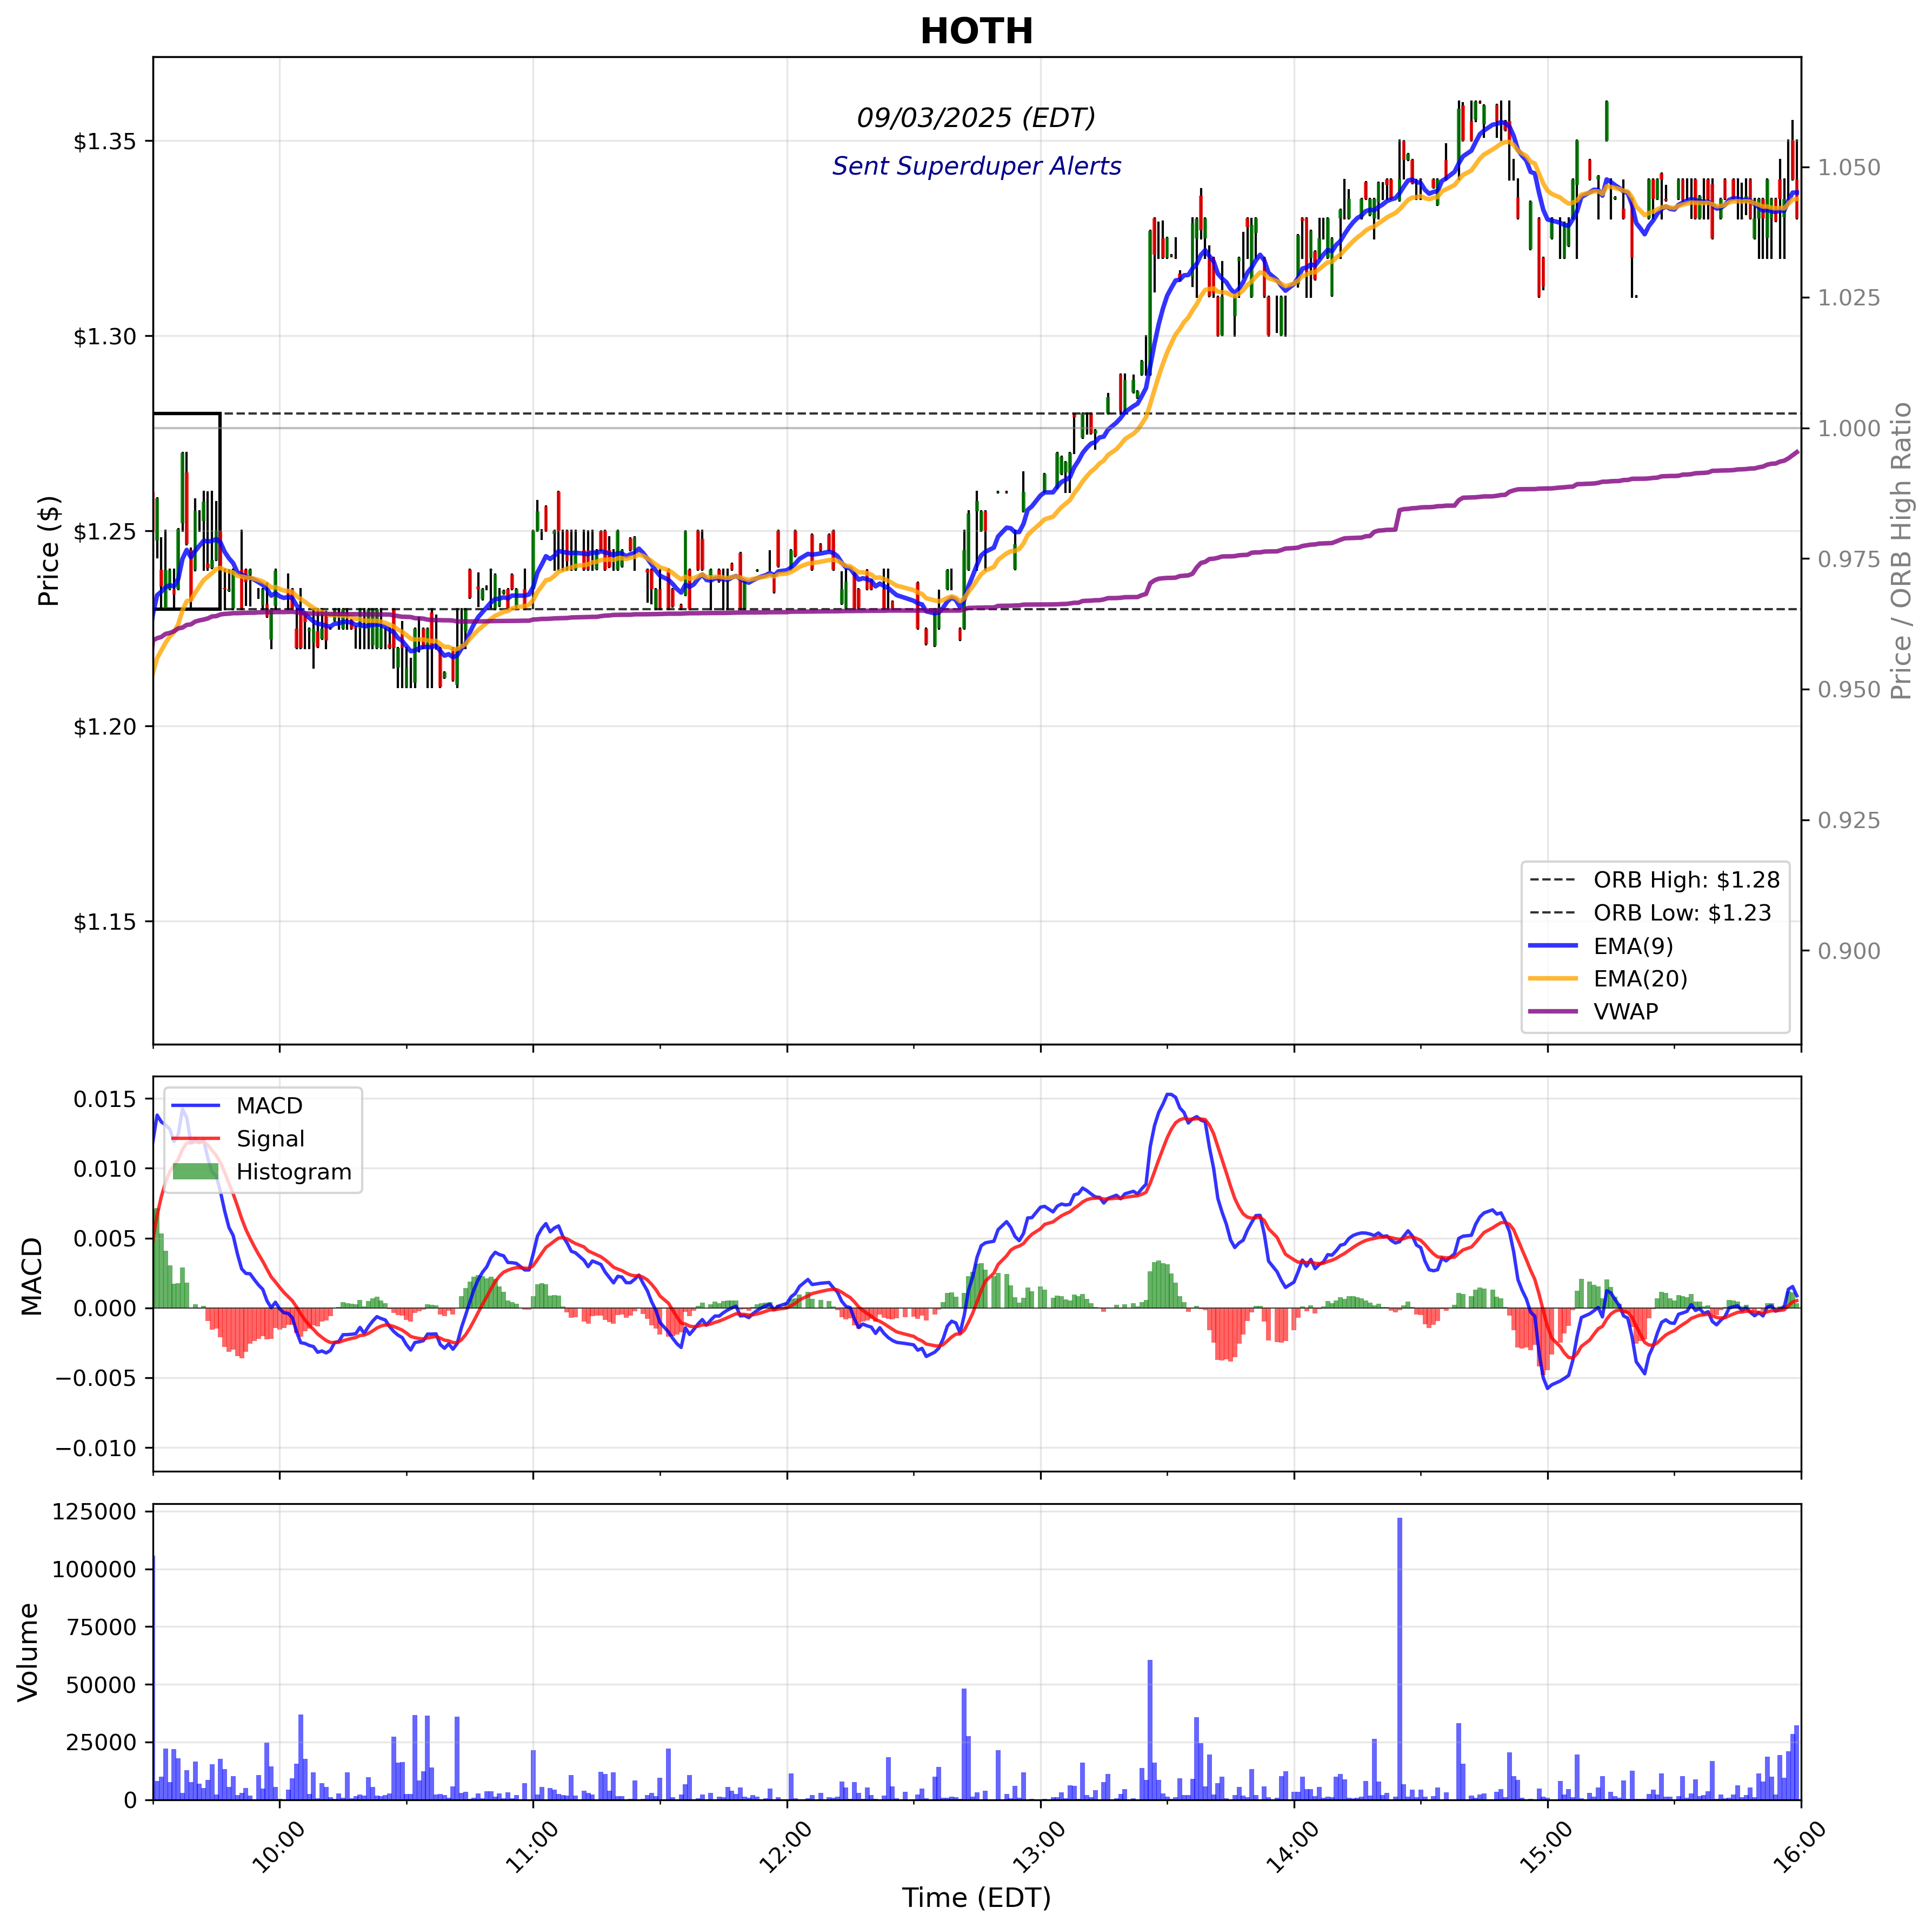 HOTH
09/03/2025 (EDT)
Sent Superduper Alerts
Price ($)
$1.35
$1.30
$1.25
$1.20
$1.15
1.050
1.025
1.000
0.975
0.950
0.925
0.900
Price / ORB High Ratio
ORB High: $1.28
ORB Low: $1.23
EMA(9)
EMA(20)
VWAP
MACD
0.015
0.010
0.005
0.000
−0.005
−0.010
MACD
Signal
Histogram
Volume
125000
100000
75000
50000
25000
0
10:00
11:00
12:00
13:00
14:00
15:00
16:00
Time (EDT)